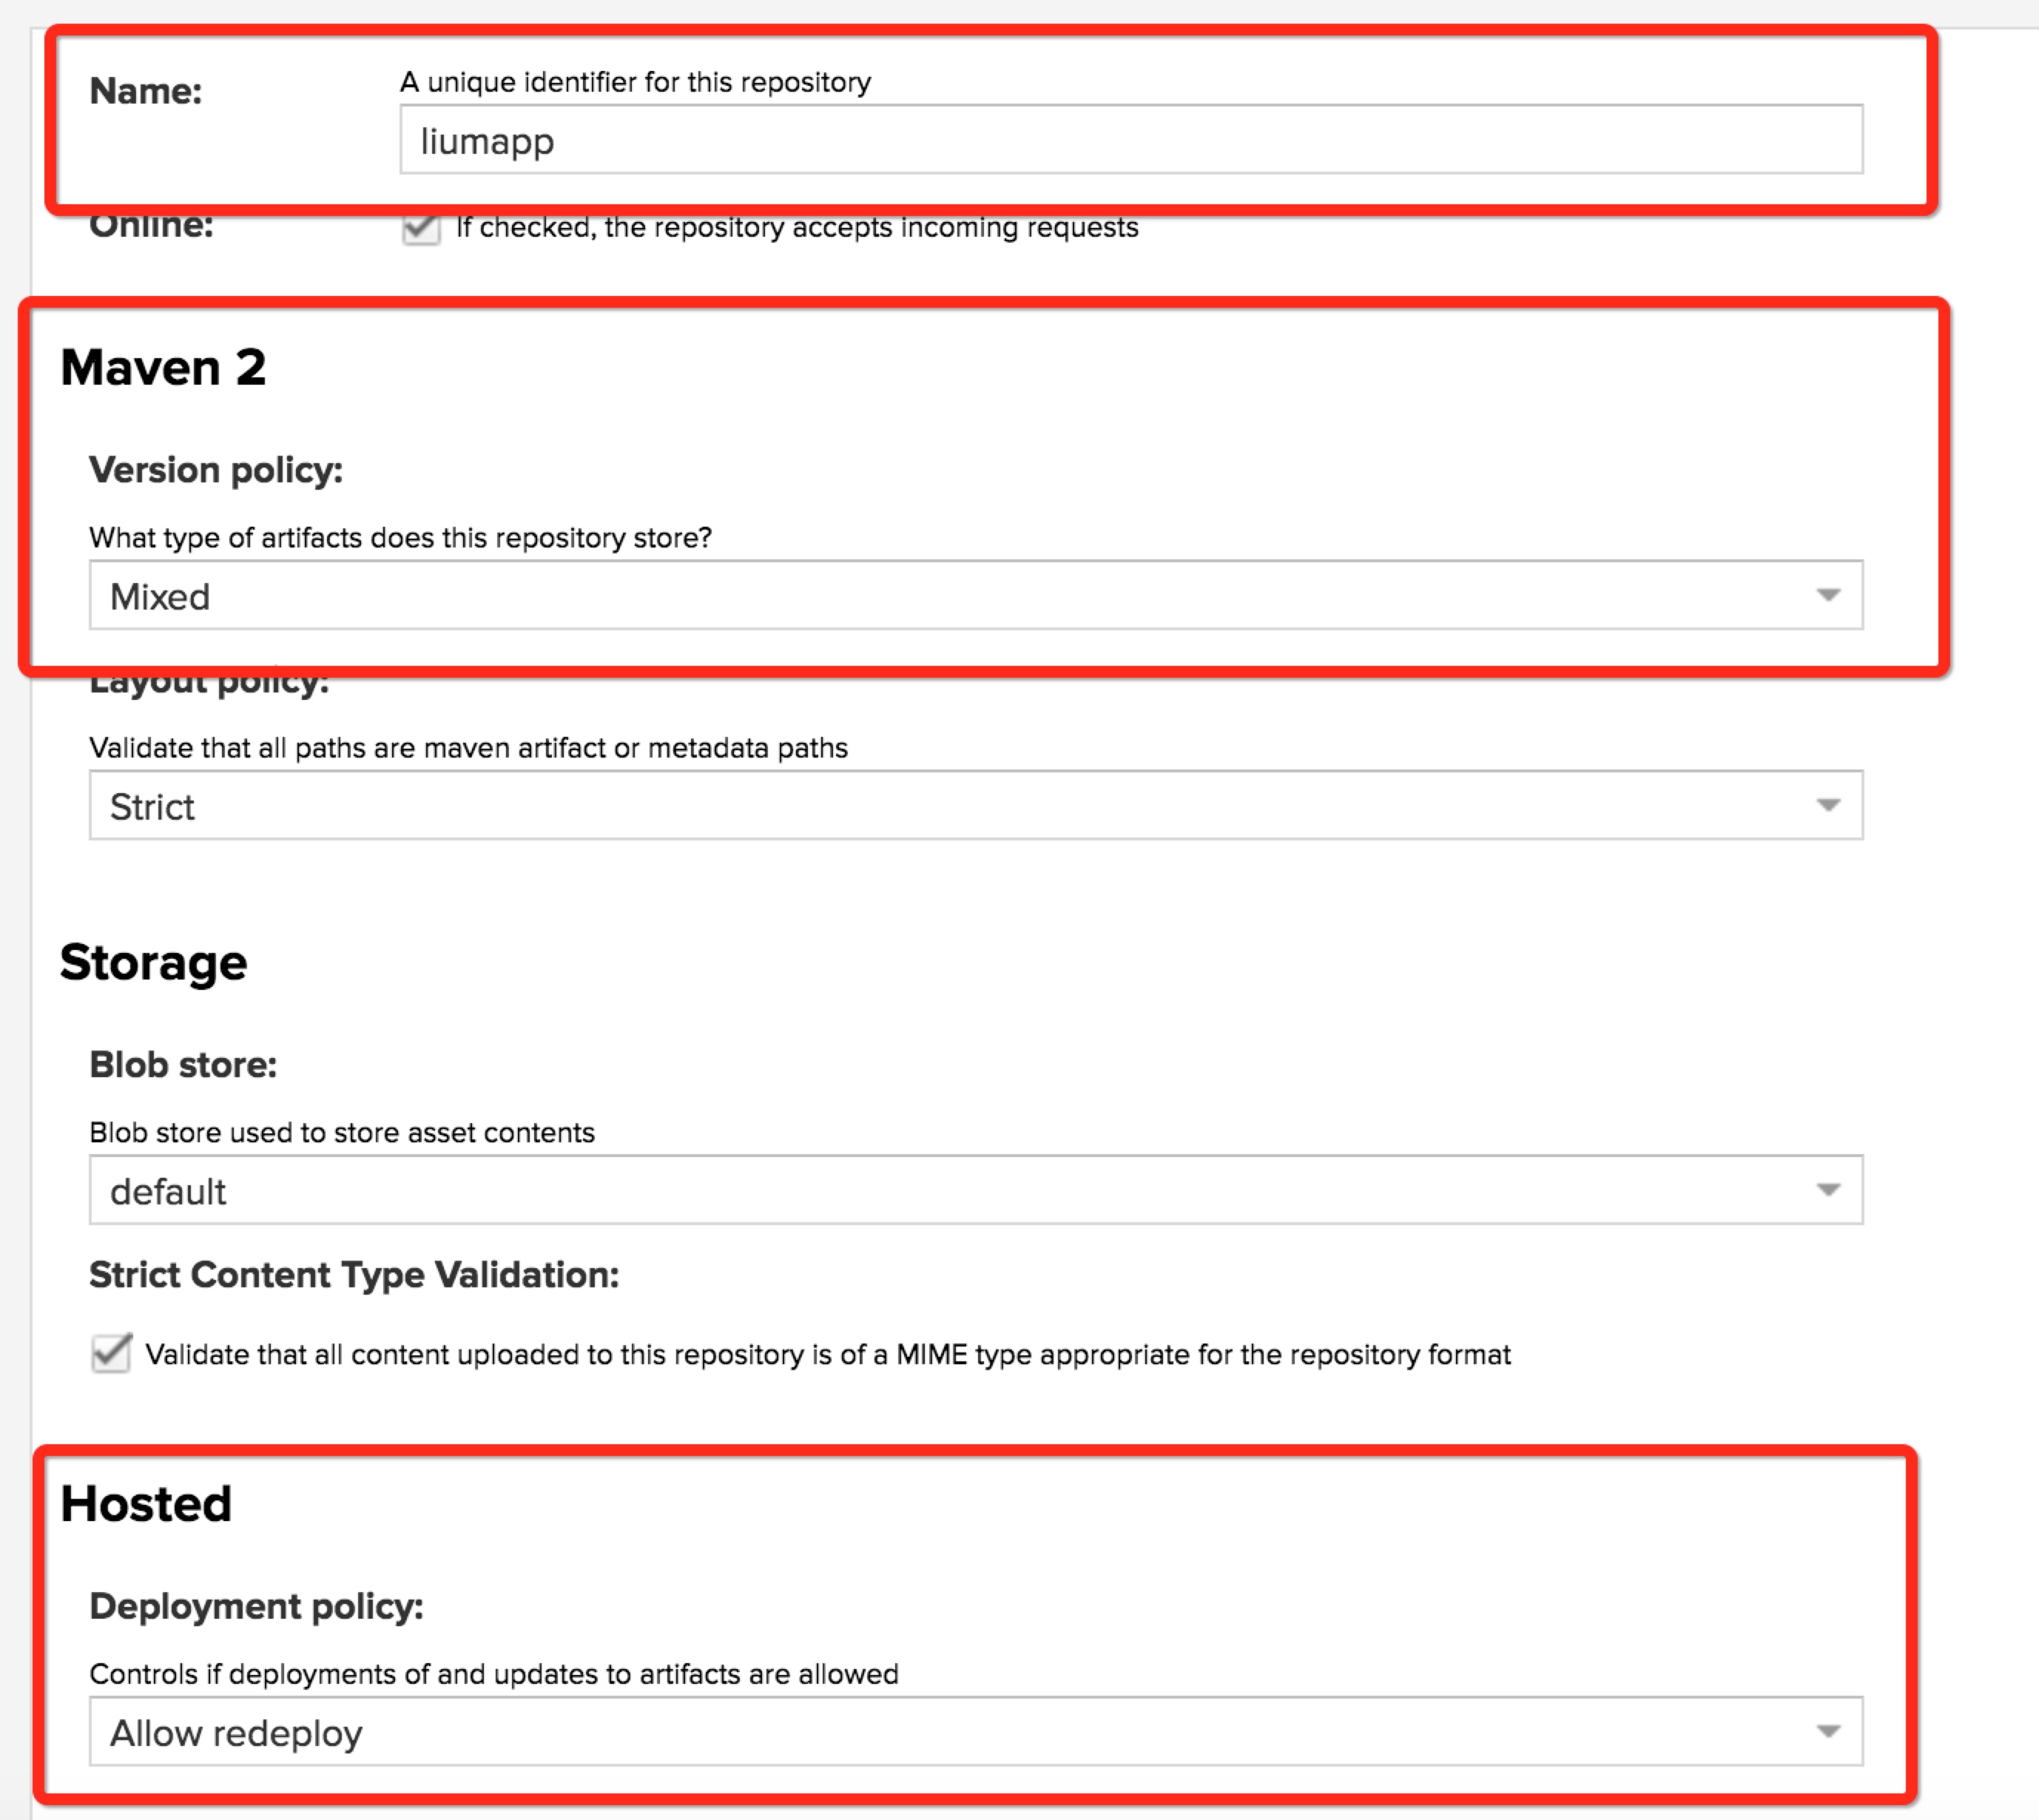 Name:
A unique identifier for this repository
liumapp
Online:
If checked, the repository accepts incoming requests
Maven 2
Version policy:
What type of artifacts does this repository store?
Mixed
Layout policy:
Validate that all paths are maven artifact or metadata paths
Strict
Storage
Blob store:
Blob store used to store asset contents
default
Strict Content Type Validation:
Validate that all content uploaded to this repository is of a MIME type appropriate for the repository format
Hosted
Deployment policy:
Controls if deployments of and updates to artifacts are allowed
Allow redeploy